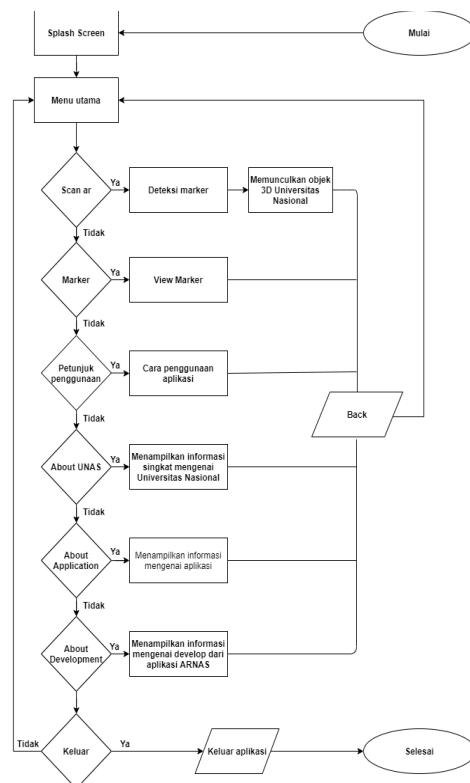 Splash Screen
Mulai
Menu utama
Scan ar
Ya
Deteksi marker
Memunculkan objek
3D Universitas
Nasional
Tidak
Marker
Ya
View Marker
Tidak
Petunjuk
penggunaan
Ya
Cara penggunaan
aplikasi
Back
Tidak
About UNAS
Ya
Menampilkan informasi
singkat mengenai
Universitas Nasional
Tidak
About
Application
Ya
Menampilkan informasi
mengenai aplikasi
Tidak
About
Development
Ya
Menampilkan informasi
mengenai develop dari
aplikasi ARNAS
Tidak
Keluar
Ya
Keluar aplikasi
Selesai